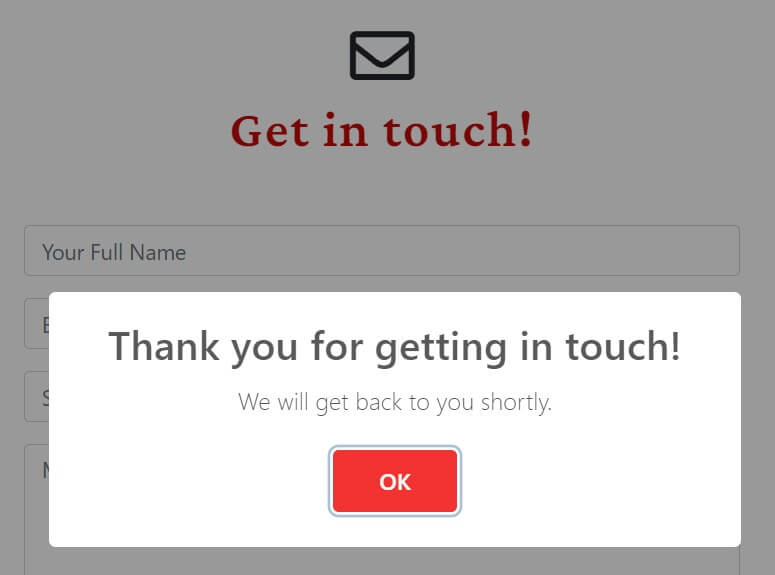 Get in touch!
Your Full Name
Thank you for getting in touch!
We will get back to you shortly.
OK